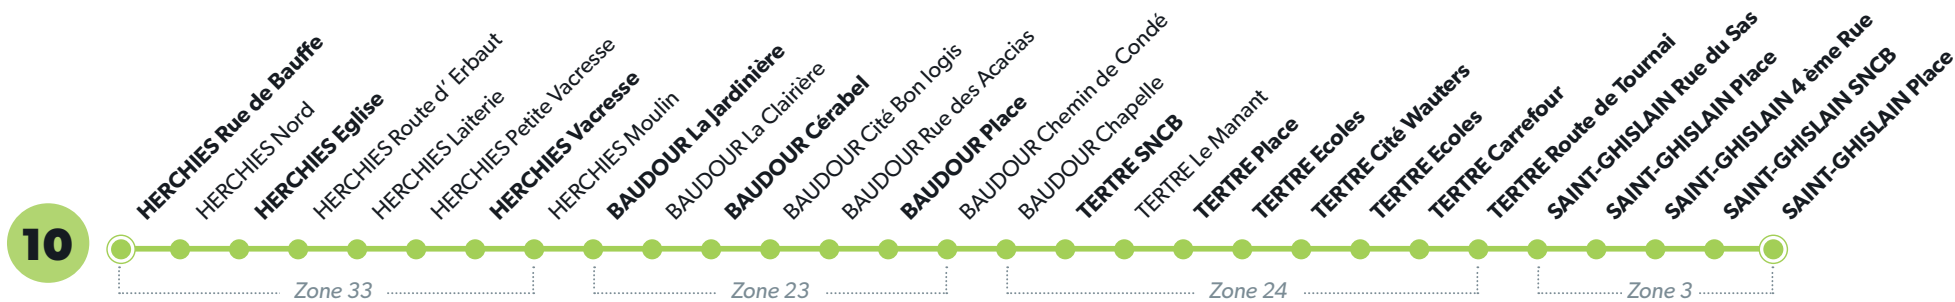 10
HERCHIES Rue de Bauffe
HERCHIES Nord
HERCHIES Eglise
HERCHIES Route d' Erbaut
HERCHIES Laiterie
HERCHIES Petite Vacresse
HERCHIES Vacresse
HERCHIES Moulin
BAUDOUR La Jardinière
BAUDOUR La Clairière
BAUDOUR Cérabel
BAUDOUR Cité Bon logis
BAUDOUR Rue des Acacias
BAUDOUR Place
BAUDOUR Chemin de Condé
BAUDOUR Chapelle
TERTRE SNCB
TERTRE Le Manant
TERTRE Place
TERTRE Ecoles
TERTRE Cité Wauters
TERTRE Ecoles
TERTRE Carrefour
TERTRE Route de Tournai
SAINT-GHISLAIN Rue du Sas
SAINT-GHISLAIN Place
SAINT-GHISLAIN 4 ème Rue
SAINT-GHISLAIN SNCB
SAINT-GHISLAIN Place
Zone 33
Zone 23
Zone 24
Zone 3